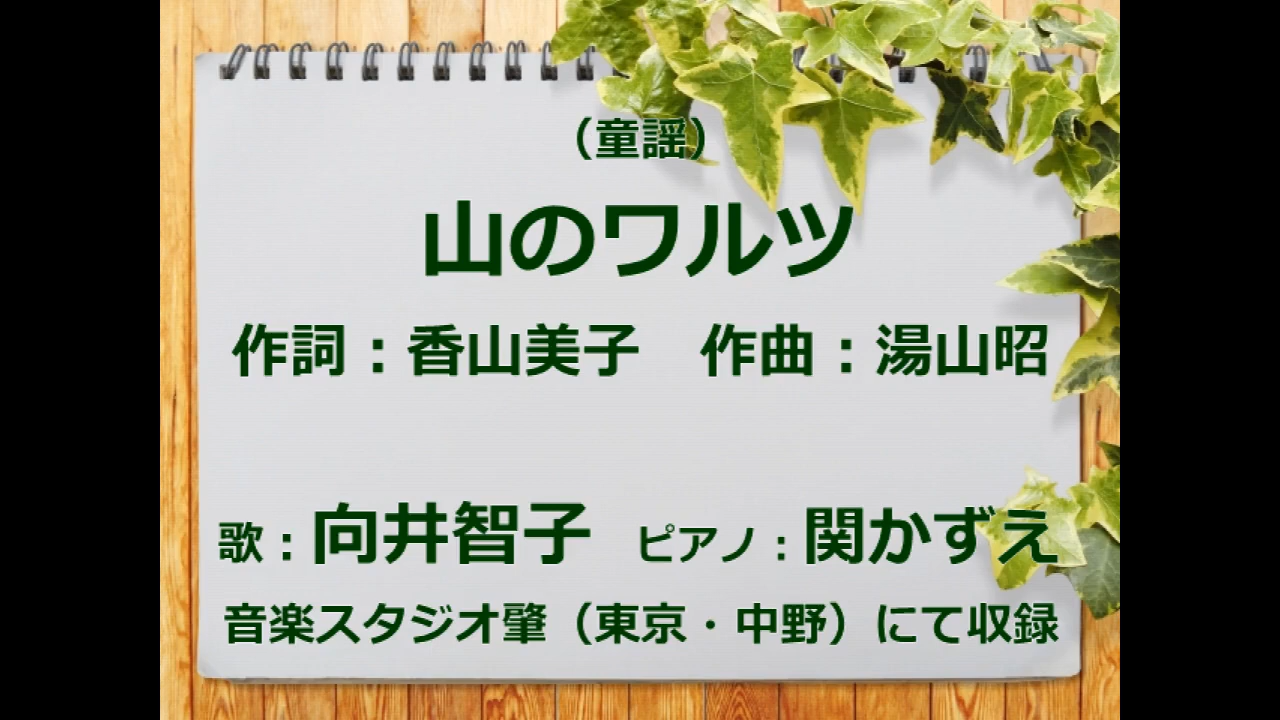 （童謡）
山のワルツ
作詞：香山美子　作曲：湯山昭
歌：向井智子　ピアノ：関かずえ
音楽スタジオ肇（東京・中野）にて収録